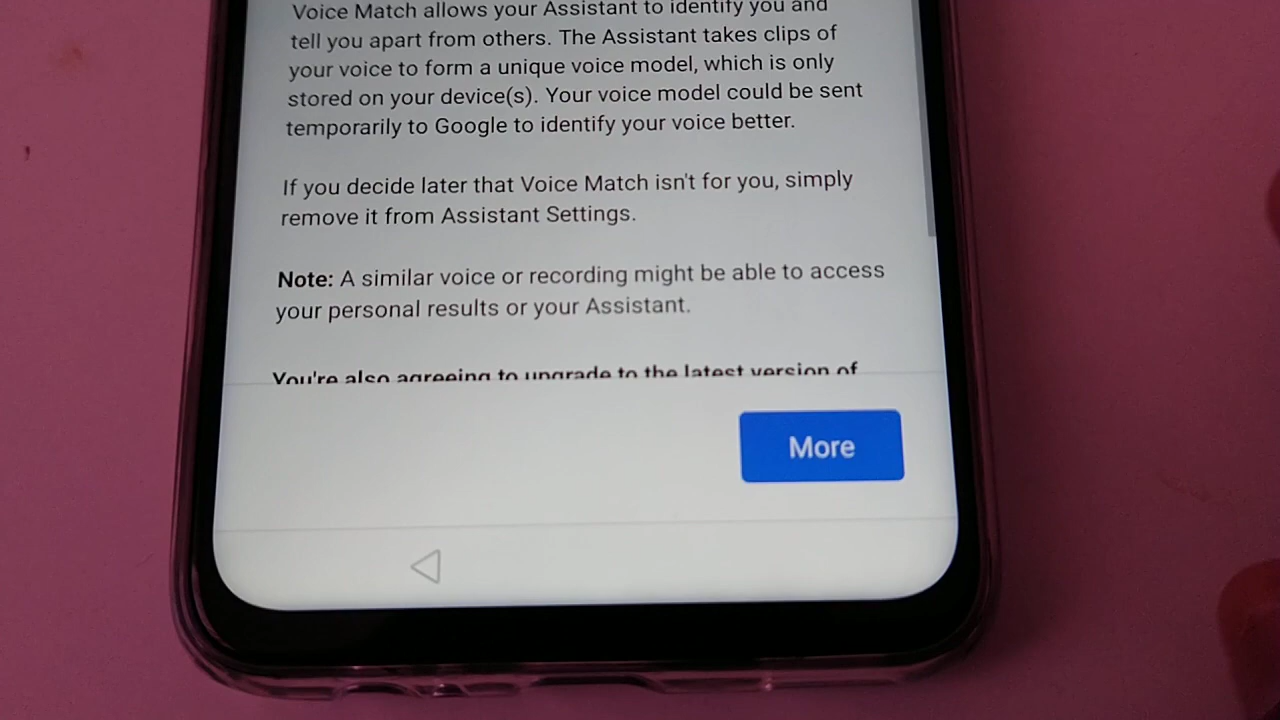 Voice Match allows your Assistant to identify you and
tell you apart from others. The Assistant takes clips of
your voice to form a unique voice model, which is only
stored on your device(s). Your voice model could be sent
temporarily to Google to identify your voice better.
If you decide later that Voice Match isn't for you, simply
remove it from Assistant Settings.
Note: A similar voice or recording might be able to access
your personal results or your Assistant.
You're also agreeing to upgrade to the latest version of
More